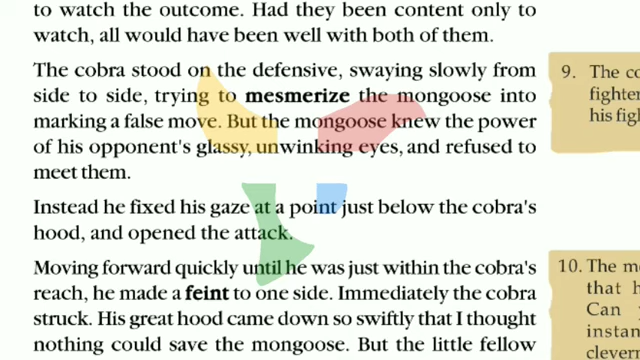 to watch the outcome. Had they been content only to
watch, all would have been well with both of them.
The cobra stood on the defensive, swaying slowly from
side to side, trying to mesmerize the mongoose into
marking a false move. But the mongoose knew the power
of his opponent's glassy, unwinking eyes, and refused to
meet them.
Instead he fixed his gaze at a point just below the cobra's
hood, and opened the attack.
Moving forward quickly until he was just within the cobra's
reach, he made a feint to one side. Immediately the cobra
struck. His great hood came down so swiftly that I thought
nothing could save the mongoose. But the little fellow
9. The co
fighter
his figh
10. The m
that h
Can
instan
clever